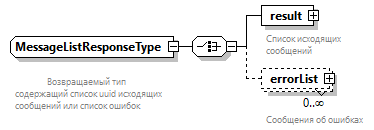 MessageListResponseType
Возвращаемый тип
содержащий список uuid исходящих
сообщений или список ошибок
result
Список исходящих
сообщений
errorList
0..∞
Сообщения об ошибках